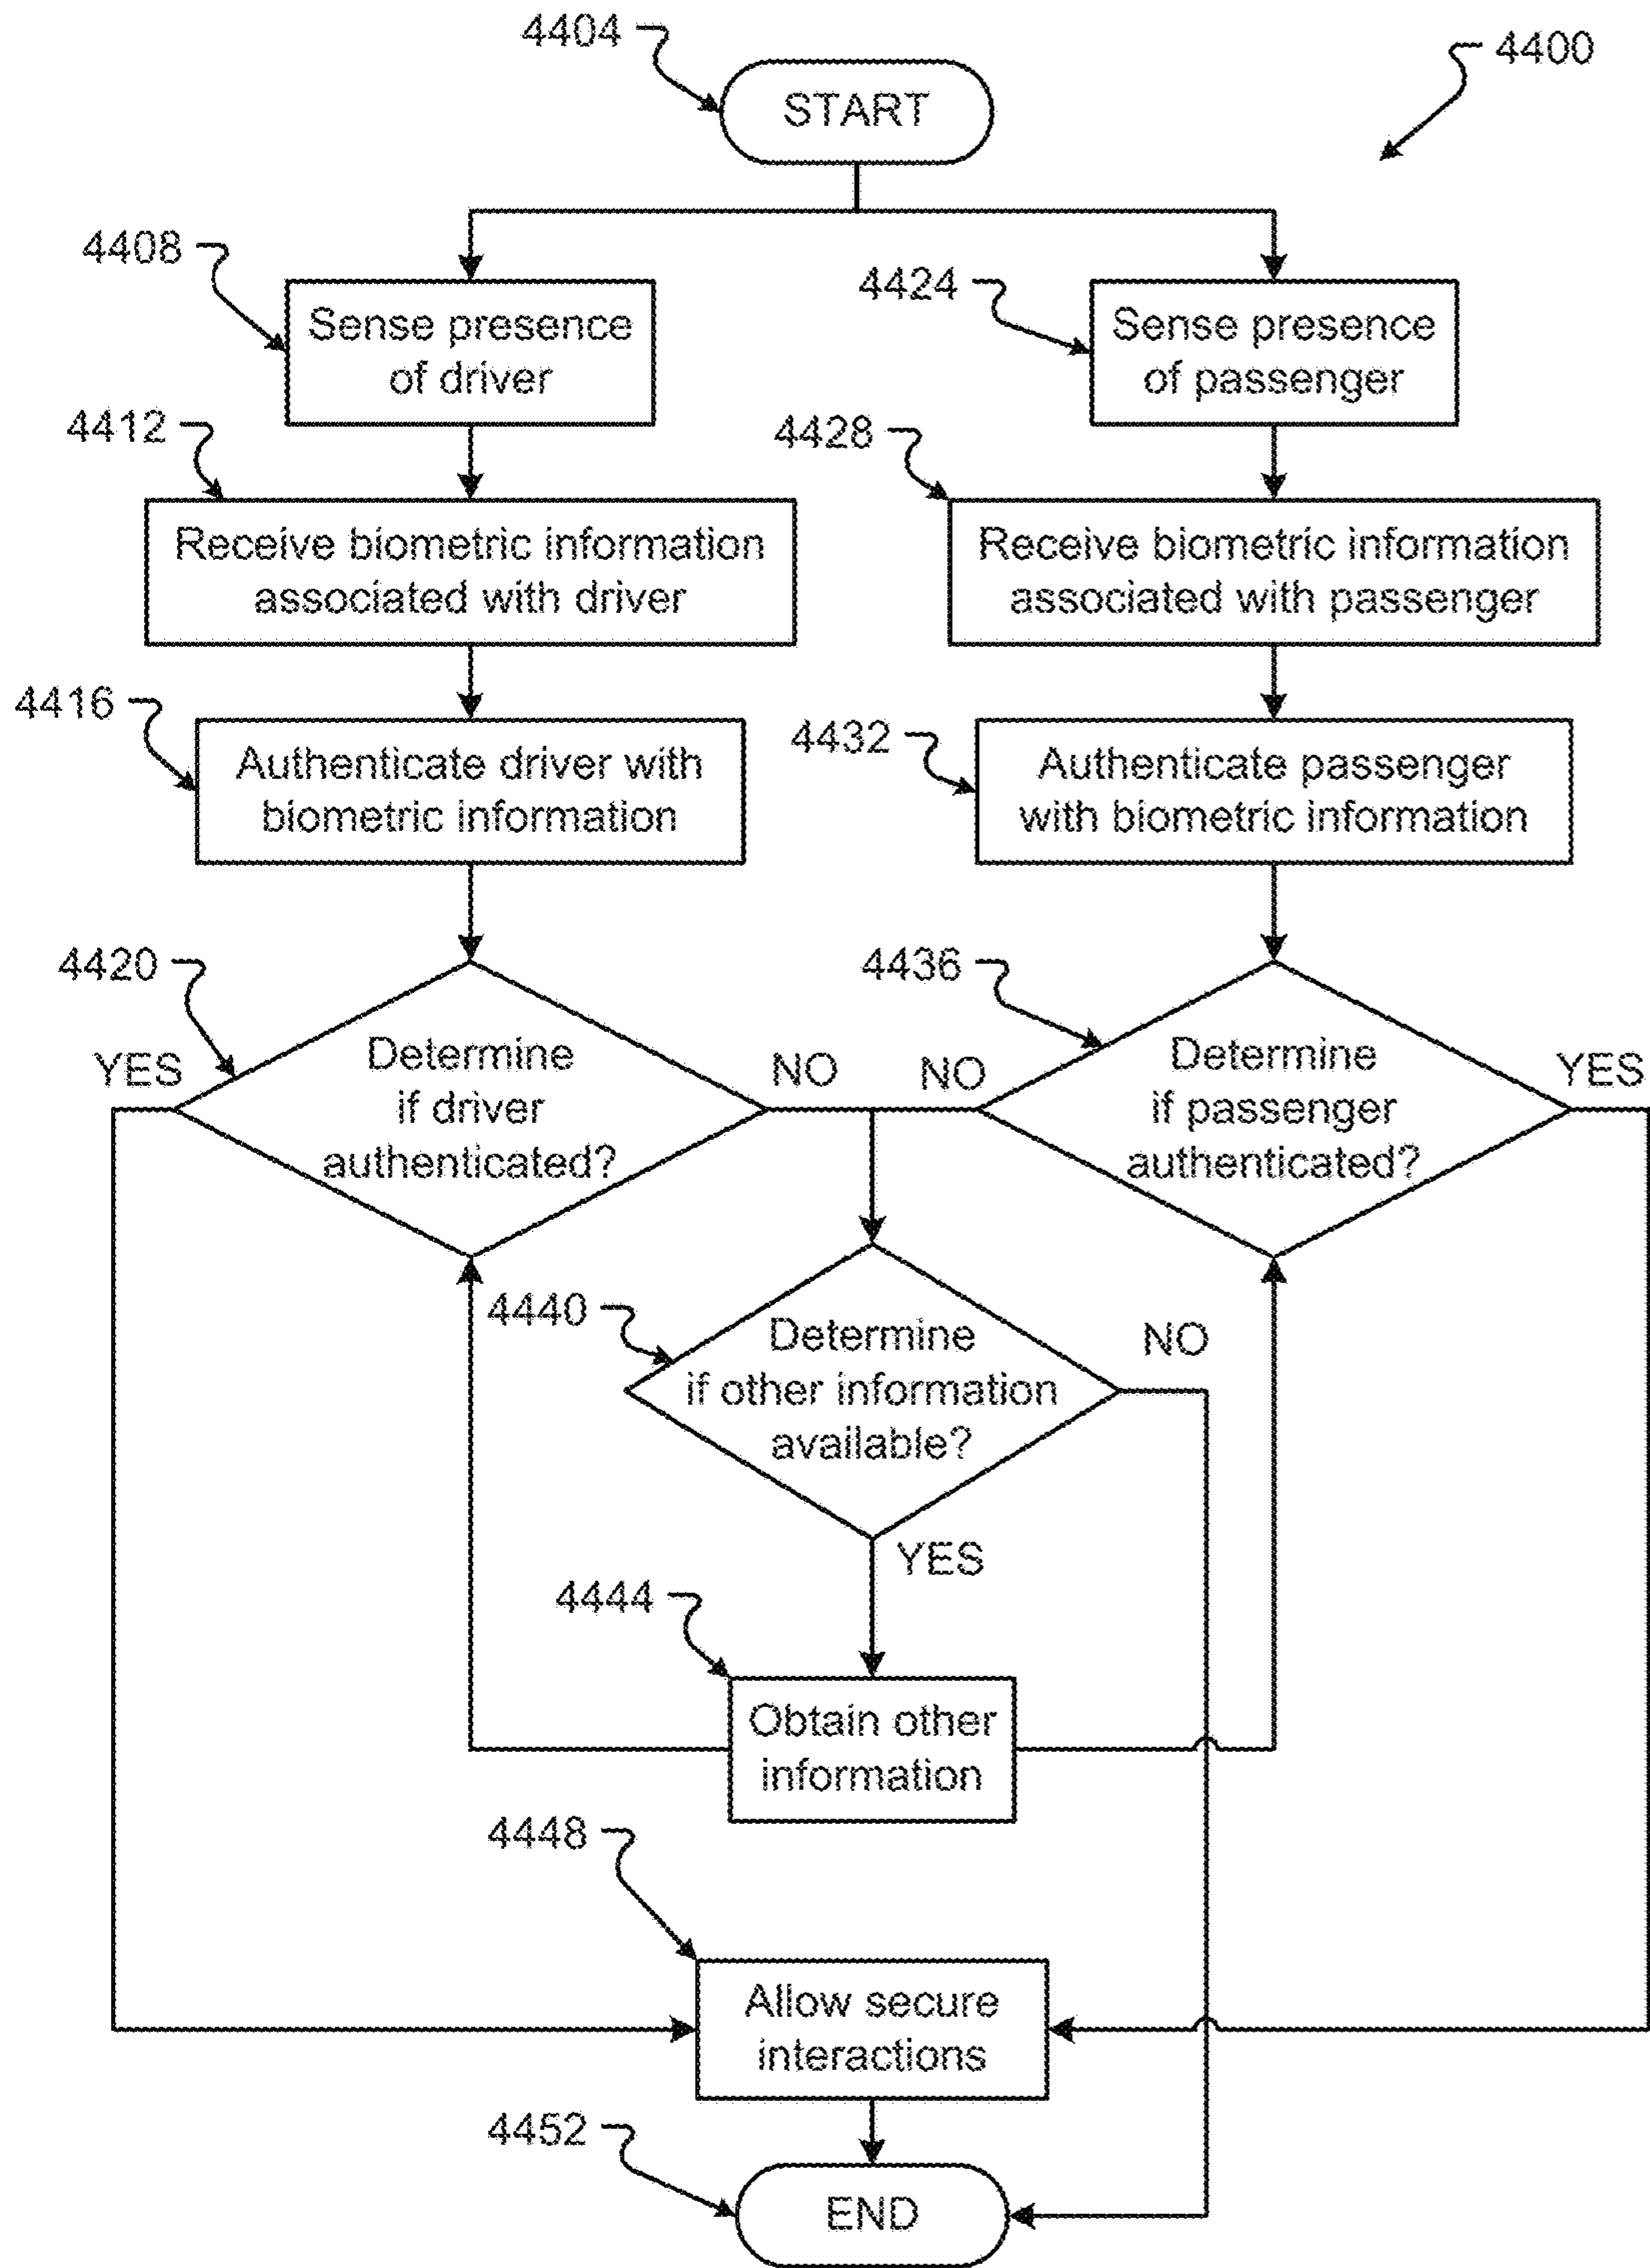 4404
4400
START
4408
4424
Sense presence
of driver
Sense presence
of passenger
4412
4428
Receive biometric information
associated with driver
Receive biometric information
associated with passenger
4416
4432
Authenticate driver with
biometric information
Authenticate passenger
with biometric information
4420
4436
YES
Determine
if driver
authenticated?
NO
NO
Determine
if passenger
authenticated?
YES
4440
Determine
if other information
available?
NO
YES
4444
Obtain other
information
4448
Allow secure
interactions
4452
END